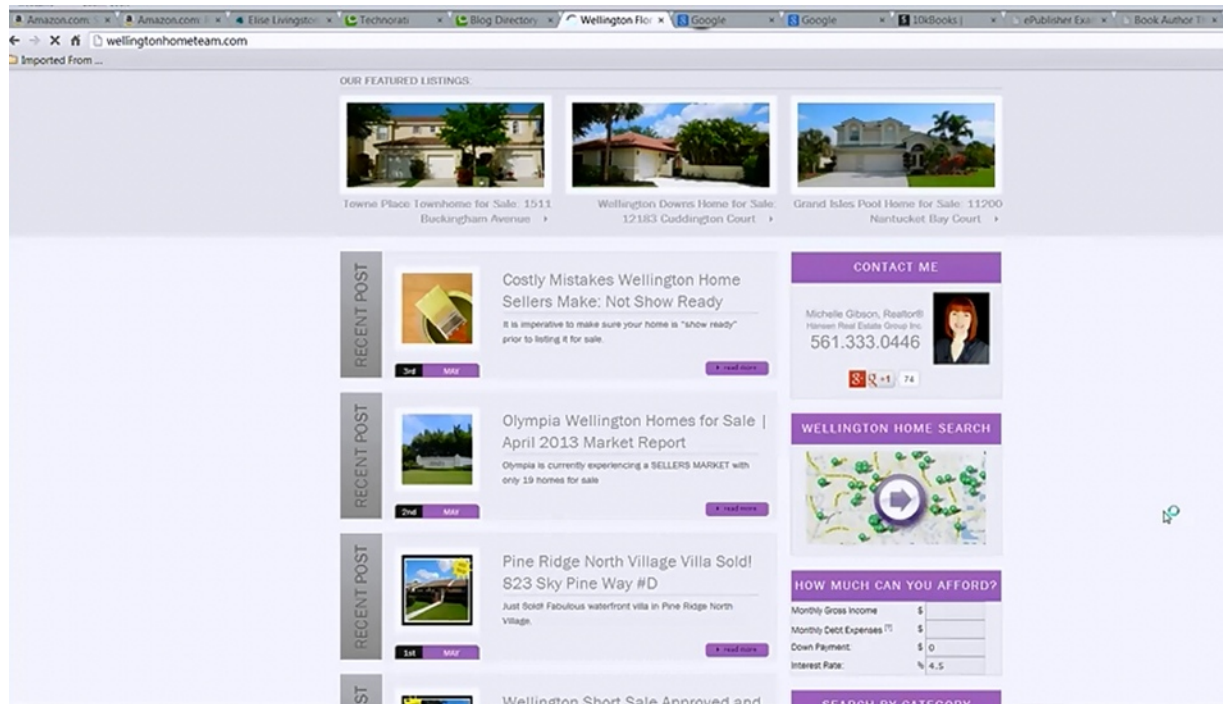 Amazon.com: S
Amazon.com: F
Elise Livingston
Technorati
Blog Directory
Wellington Flor
Google
Google
10kBooks |
ePublisher Exa
Book Author T
wellingtonhometeam.com
Imported From ...
OUR FEATURED LISTINGS:
Towne Place Townhome for Sale: 1511
Buckingham Avenue
Wellington Downs Home for Sale:
12183 Cuddington Court
Grand Isles Pool Home for Sale: 11200
Nantucket Bay Court
RECENT POST
Costly Mistakes Wellington Home
Sellers Make: Not Show Ready
It is imperative to make sure your home is "show ready"
prior to listing it for sale.
3rd MAY
read more
RECENT POST
Olympia Wellington Homes for Sale |
April 2013 Market Report
Olympia is currently experiencing a SELLERS MARKET with
only 19 homes for sale
2nd MAY
read more
RECENT POST
Pine Ridge North Village Villa Sold!
823 Sky Pine Way #D
Just Sold! Fabulous waterfront villa in Pine Ridge North
Village.
1st MAY
read more
Wellington Short Sale Approved and
CONTACT ME
Michelle Gibson, Realtor®
Hansen Real Estate Group Inc.
561.333.0446
+1 74
WELLINGTON HOME SEARCH
HOW MUCH CAN YOU AFFORD?
Monthly Gross Income $
Monthly Debt Expenses [?] $
Down Payment: $ 0
Interest Rate: % 4.5
SEARCH BY CATEGORY